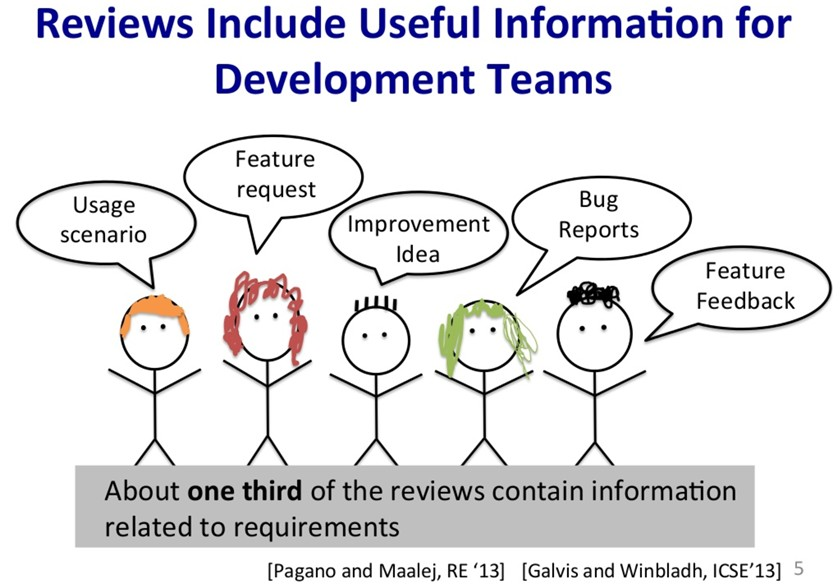 Reviews Include Useful Information for
Development Teams
Usage
scenario
Feature
request
Improvement
Idea
Bug
Reports
Feature
Feedback
About one third of the reviews contain information
related to requirements
[Pagano and Maalej, RE ‘13] [Galvis and Winbladh, ICSE’13] 5